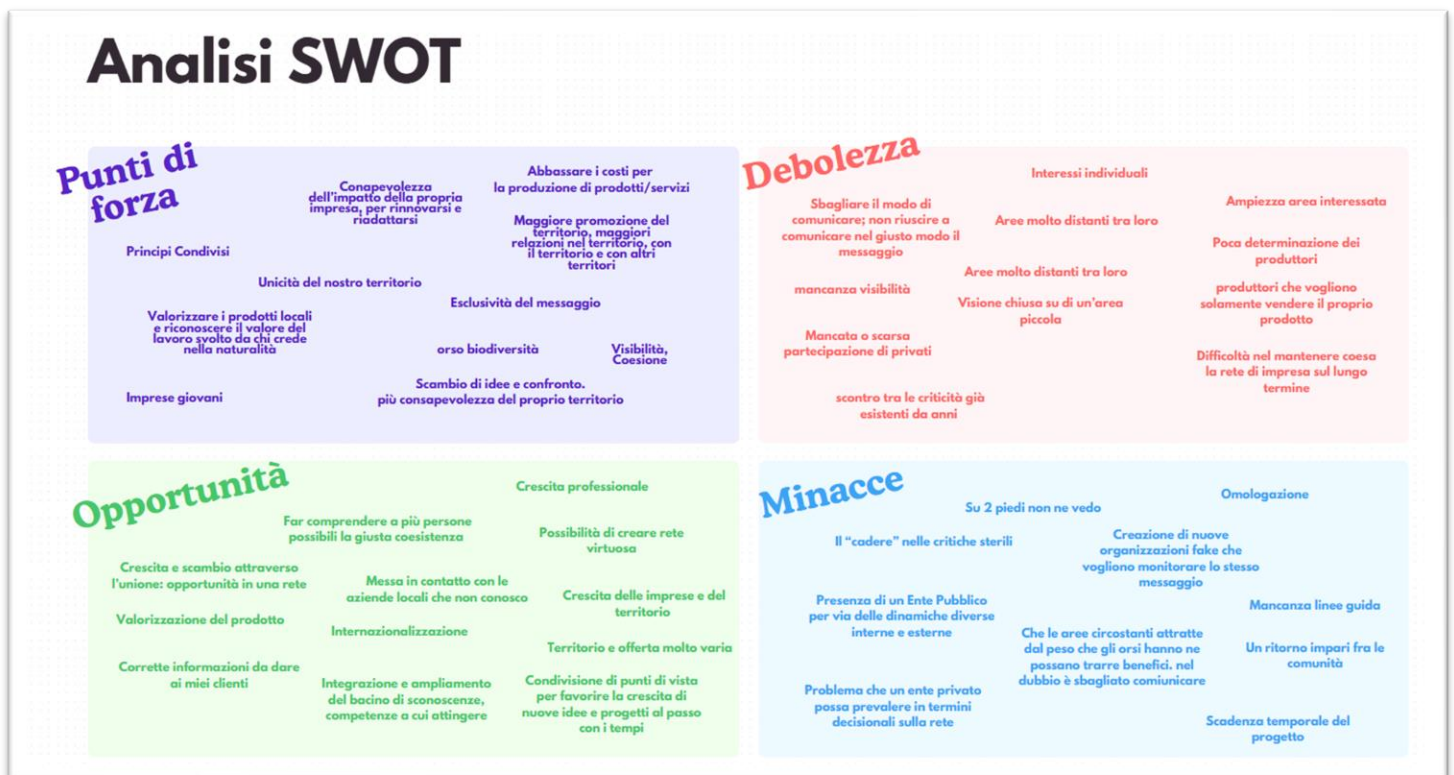 Analisi SWOT
Punti di
forza
Conapevolezza
dell'impatto della propria
impresa, per rinnovarsi e
riadattarsi
Abbassare i costi per
la produzione di prodotti/servizi
Maggiore promozione del
territorio, maggiori
relazioni nel territorio, con
il territorio e con altri
territori
Principi Condivisi
Unicità del nostro territorio
Esclusività del messaggio
Valorizzare i prodotti locali
e riconoscere il valore del
lavoro svolto da chi crede
nella naturalità
orso biodiversità
Visibilità,
Coesione
Scambio di idee e confronto.
più consapevolezza del proprio territorio
Imprese giovani
Debolezza
Interessi individuali
Sbagliare il modo di
comunicare; non riuscire a
comunicare nel giusto modo il
messaggio
Aree molto distanti tra loro
Ampiezza area interessata
Poca determinazione dei
produttori
Aree molto distanti tra loro
mancanza visibilità
Visione chiusa su di un'area
piccola
produttori che vogliono
solamente vendere il proprio
prodotto
Mancata o scarsa
partecipazione di privati
Difficoltà nel mantenere coesa
la rete di impresa sul lungo
termine
scontro tra le criticità già
esistenti da anni
Opportunità
Crescita professionale
Far comprendere a più persone
possibili la giusta coesistenza
Possibilità di creare rete
virtuosa
Crescita e scambio attraverso
l'unione: opportunità in una rete
Messa in contatto con le
aziende locali che non conosco
Crescita delle imprese e del
territorio
Valorizzazione del prodotto
Internazionalizzazione
Territorio e offerta molto varia
Corrette informazioni da dare
ai miei clienti
Integrazione e ampliamento
del bacino di sconoscenze,
competenze a cui attingere
Condivisione di punti di vista
per favorire la crescita di
nuove idee e progetti al passo
con i tempi
Minacce
Su 2 piedi non ne vedo
Omologazione
Il "cadere" nelle critiche sterili
Creazione di nuove
organizzazioni fake che
vogliono monitorare lo stesso
messaggio
Presenza di un Ente Pubblico
per via delle dinamiche diverse
interne e esterne
Mancanza linee guida
Che le aree circostanti attratte
dal peso che gli orsi hanno ne
possano trarre benefici. nel
dubbio è sbagliato comiunicare
Un ritorno impari fra le
comunità
Problema che un ente privato
possa prevalere in termini
decisionali sulla rete
Scadenza temporale del
progetto